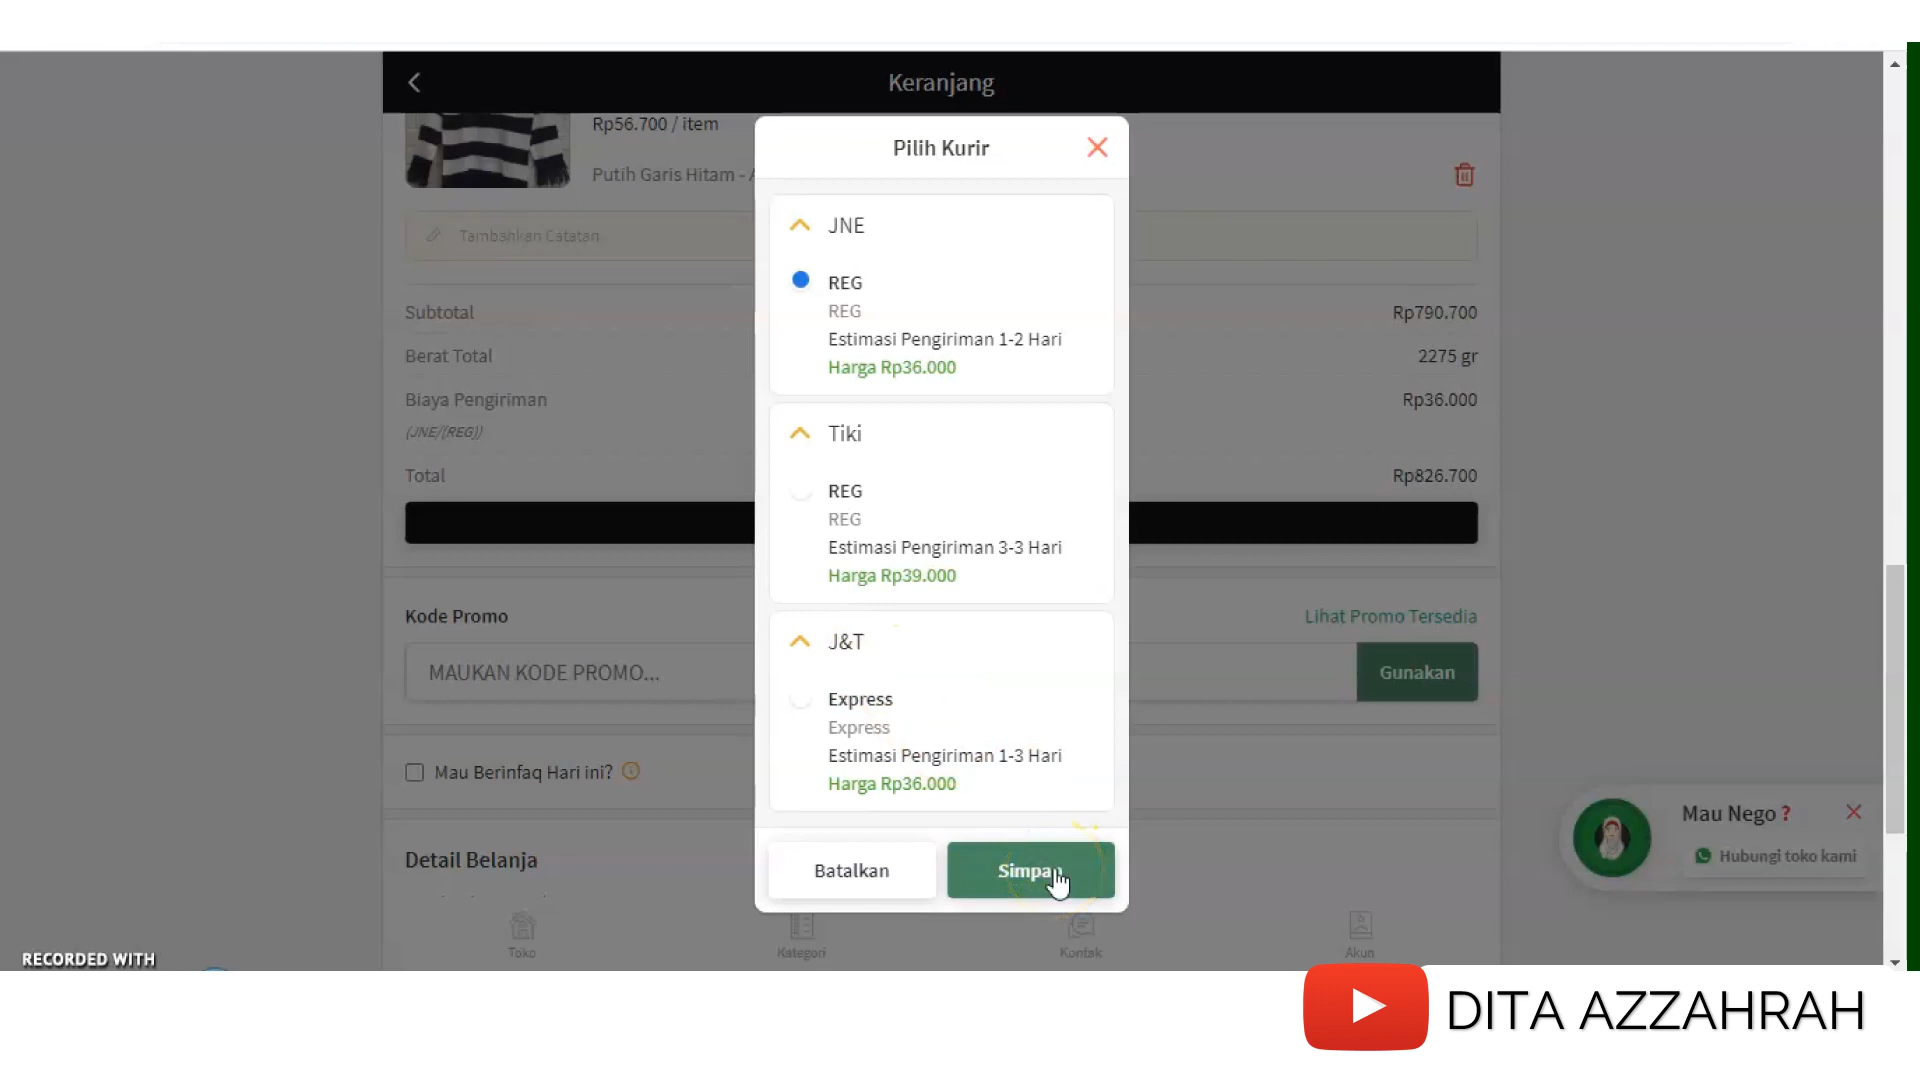 Keranjang
Rp56.700 / item
Putih Garis Hitam -
Tambahkan Catatan
Subtotal
Rp790.700
Berat Total
2275 gr
Biaya Pengiriman
Rp36.000
(JNE/(REG))
Total
Rp826.700
Kode Promo
Lihat Promo Tersedia
MAUKAN KODE PROMO...
Gunakan
Mau Berinfaq Hari ini?
Detail Belanja
Pilih Kurir
JNE
REG
REG
Estimasi Pengiriman 1-2 Hari
Harga Rp36.000
Tiki
REG
REG
Estimasi Pengiriman 3-3 Hari
Harga Rp39.000
J&T
Express
Express
Estimasi Pengiriman 1-3 Hari
Harga Rp36.000
Batalkan
Simpan
Mau Nego ?
Hubungi toko kami
Toko
Kategori
Kontak
Akun
RECORDED WITH
DITA AZZAHRAH